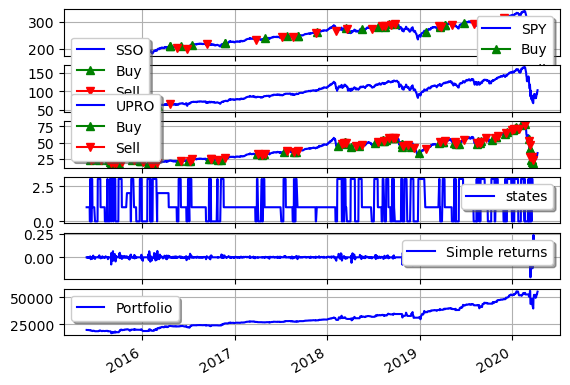 300
200
SPY
Buy
SSO
Buy
Sell
150
100
50
UPRO
Buy
Sell
75
50
25
2.5
0.0
states
0.25
0.00
Simple returns
50000
25000
Portfolio
2016
2017
2018
2019
2020